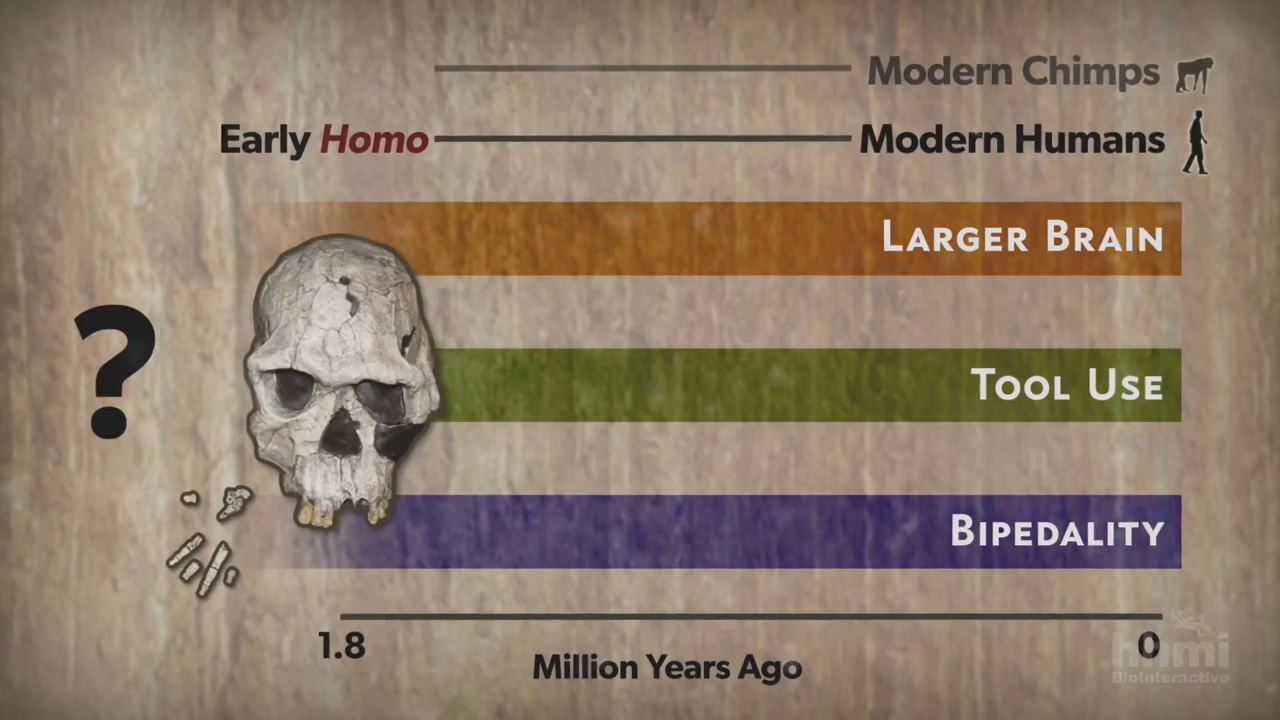 Modern Chimps
Early Homo Modern Humans
LARGER BRAIN
?
TOOL USE
BIPEDALITY
1.8 0
Million Years Ago
hhmi
BioInteractive